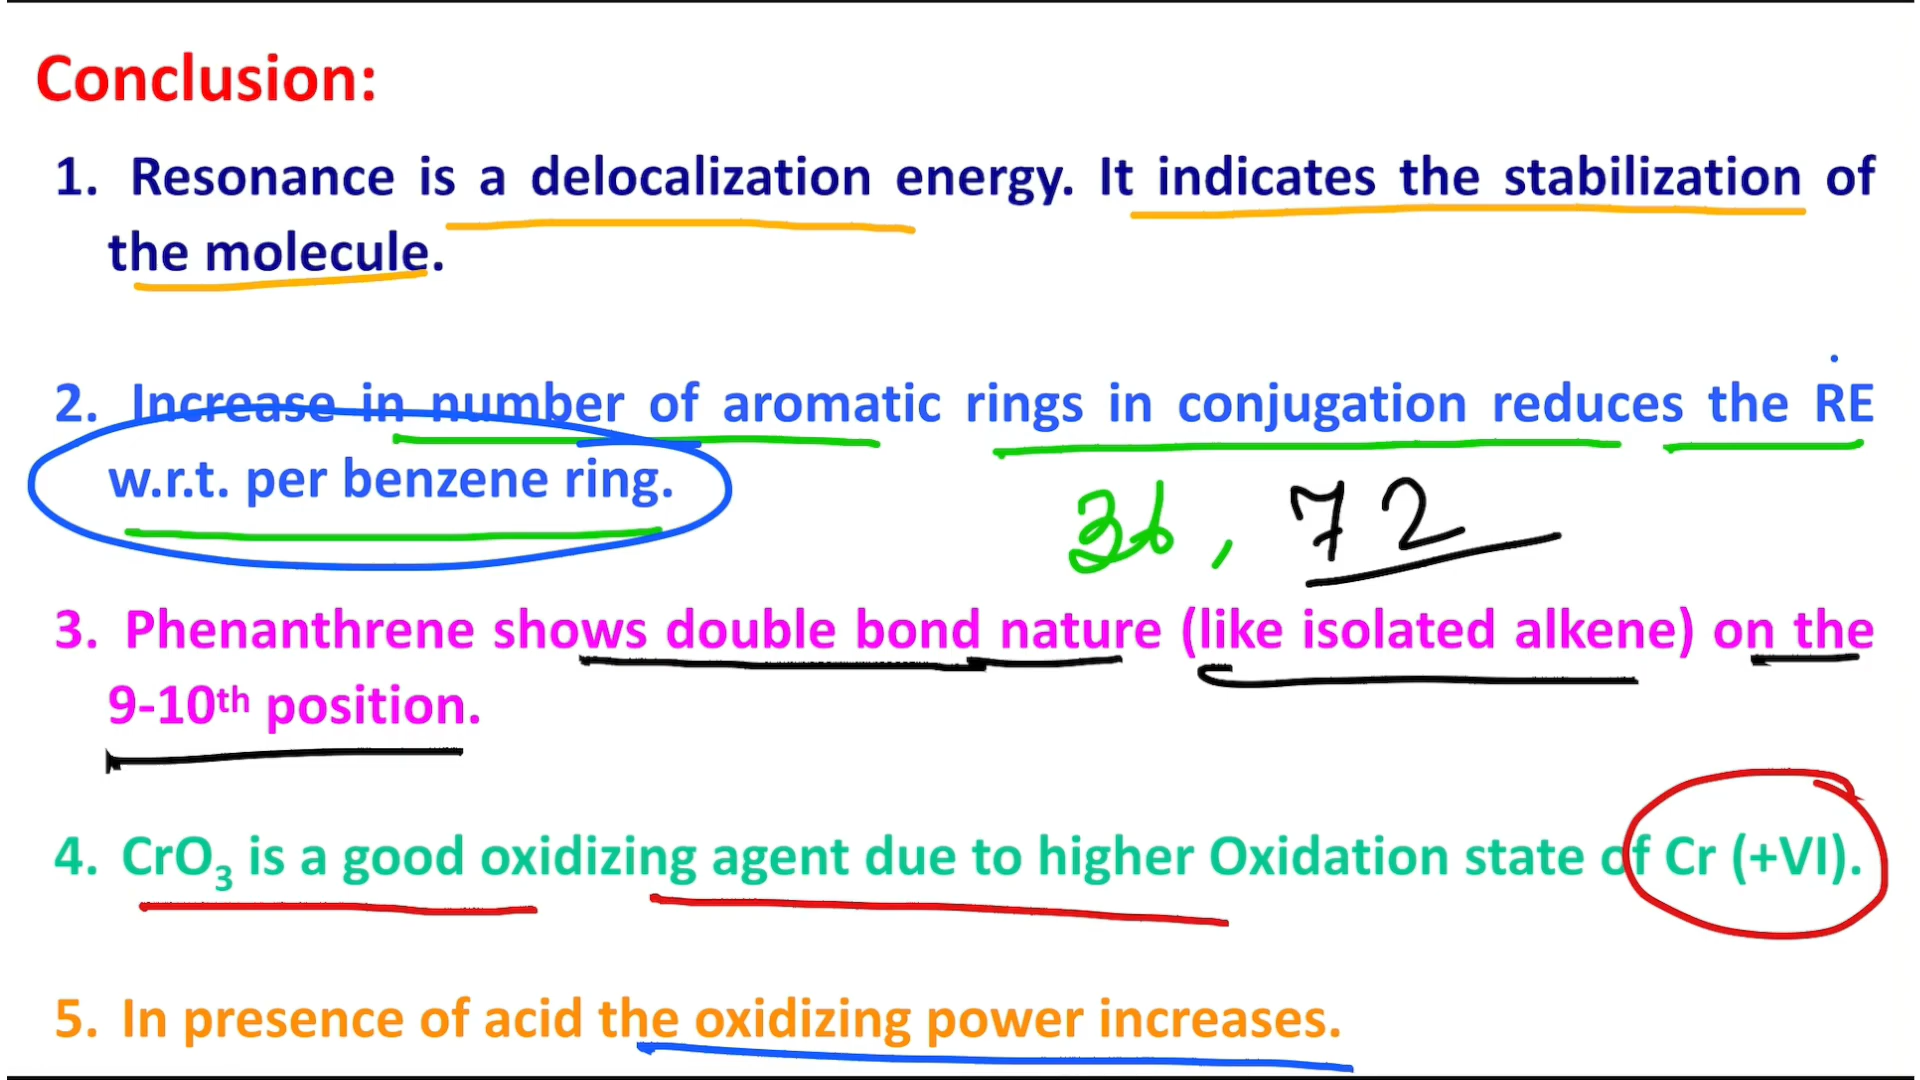 Conclusion:
1. Resonance is a delocalization energy. It indicates the stabilization of
the molecule.
2. Increase in number of aromatic rings in conjugation reduces the RE
w.r.t. per benzene ring.
36, 72
3. Phenanthrene shows double bond nature (like isolated alkene) on the
9-10th position.
4. CrO₃ is a good oxidizing agent due to higher Oxidation state of Cr (+VI).
5. In presence of acid the oxidizing power increases.